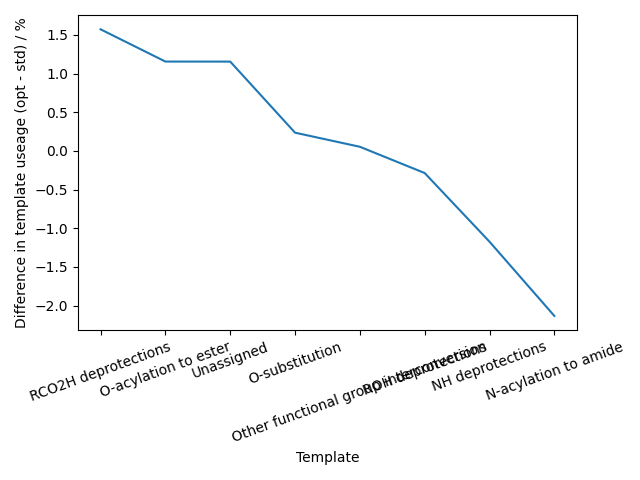 Difference in template useage (opt - std) / %
1.5
1.0
0.5
0.0
−0.5
−1.0
−1.5
−2.0
RCO2H deprotections
O-acylation to ester
Unassigned
O-substitution
Other functional group interconversions
ROH deprotections
NH deprotections
N-acylation to amide
Template